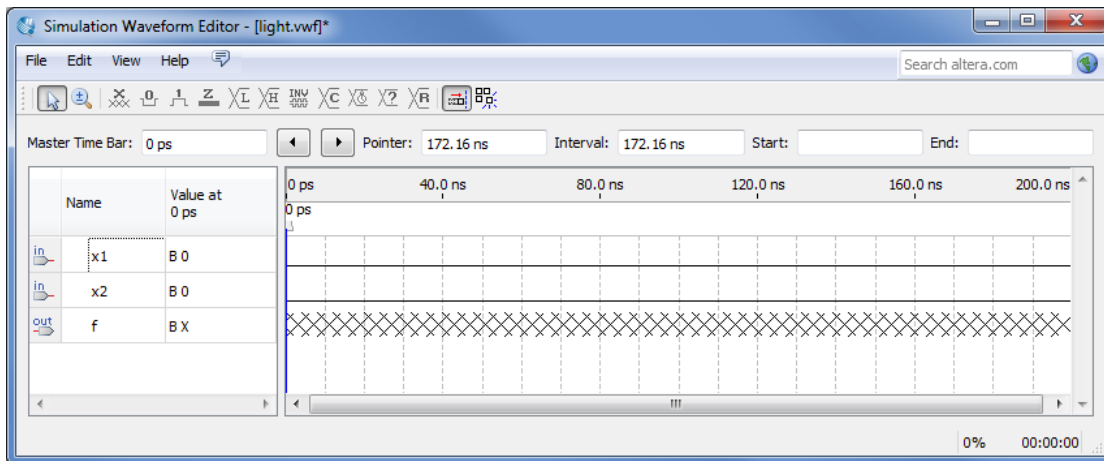 Simulation Waveform Editor - [light.vwf]*
File Edit View Help
Search altera.com
X 0 1 Z L H INV C ? R
Master Time Bar: 0 ps Pointer: 172.16 ns Interval: 172.16 ns Start: End:
Name Value at 0 ps
0 ps 40.0 ns 80.0 ns 120.0 ns 160.0 ns 200.0 ns
0 ps
in x1 B 0
in x2 B 0
out f B X
0% 00:00:00